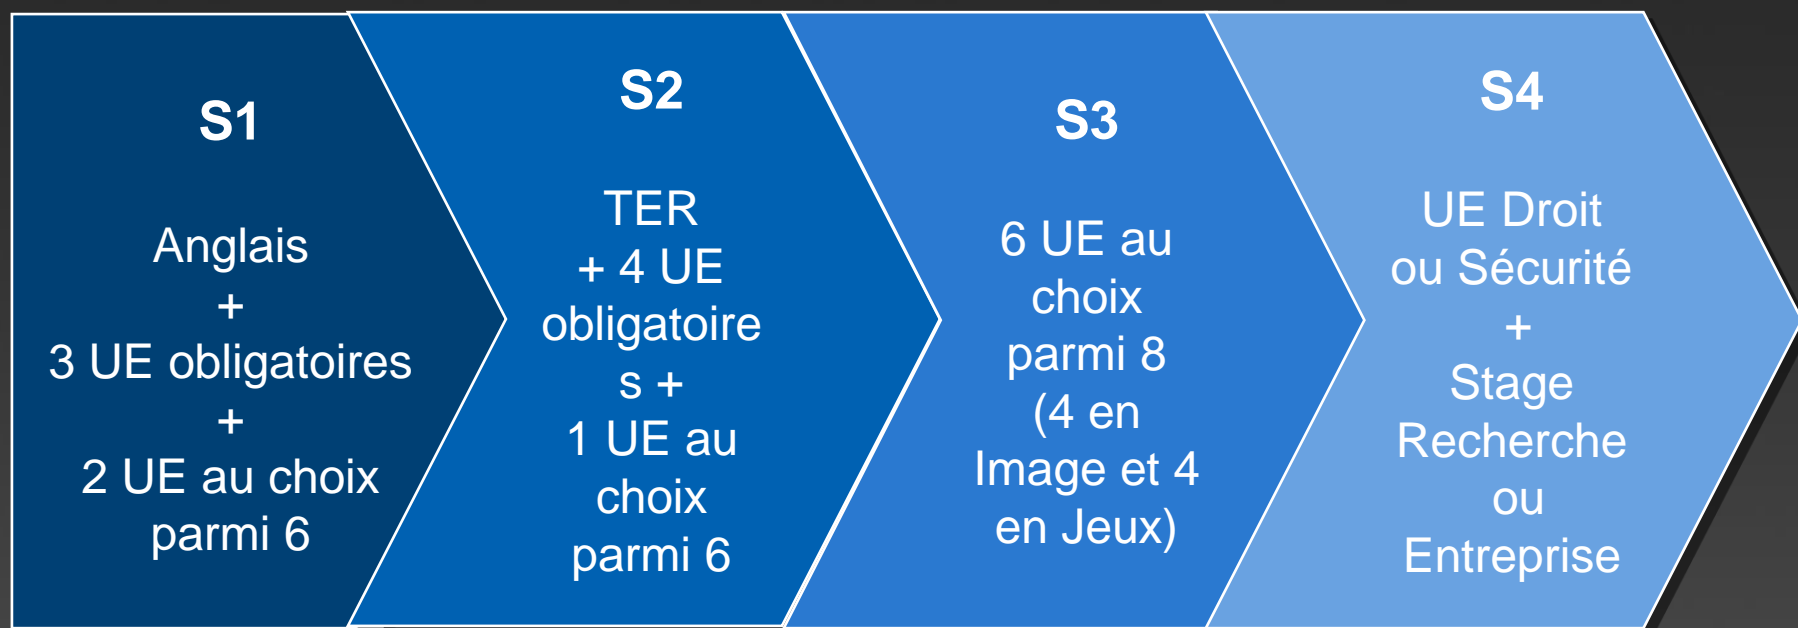 S1
Anglais
+
3 UE obligatoires
+
2 UE au choix
parmi 6
S2
TER
+ 4 UE
obligatoire
s +
1 UE au
choix
parmi 6
S3
6 UE au
choix
parmi 8
(4 en
Image et 4
en Jeux)
S4
UE Droit
ou Sécurité
+
Stage
Recherche
ou
Entreprise